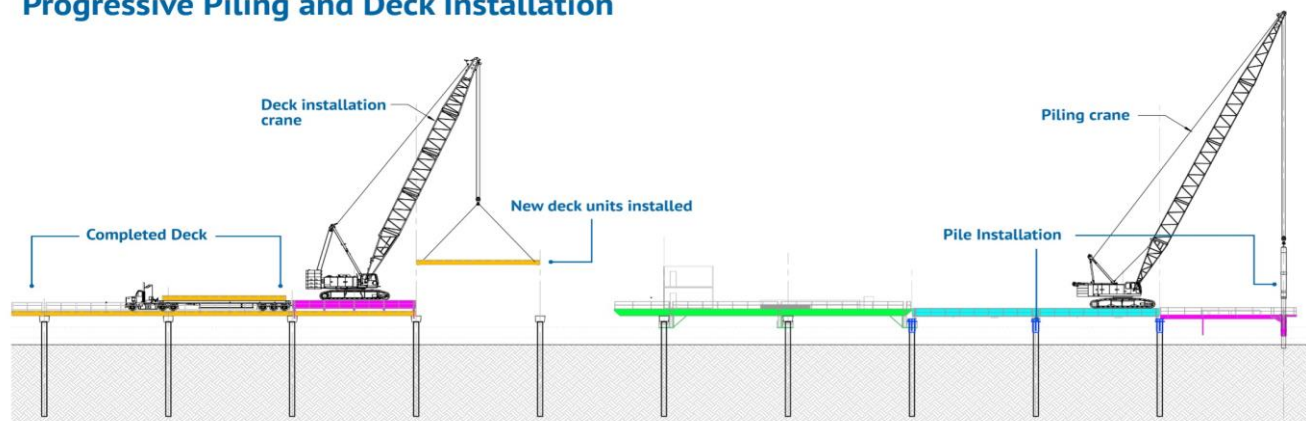 Progressive Piling and Deck Installation
Deck installation
crane
Piling crane
New deck units installed
Completed Deck
Pile Installation